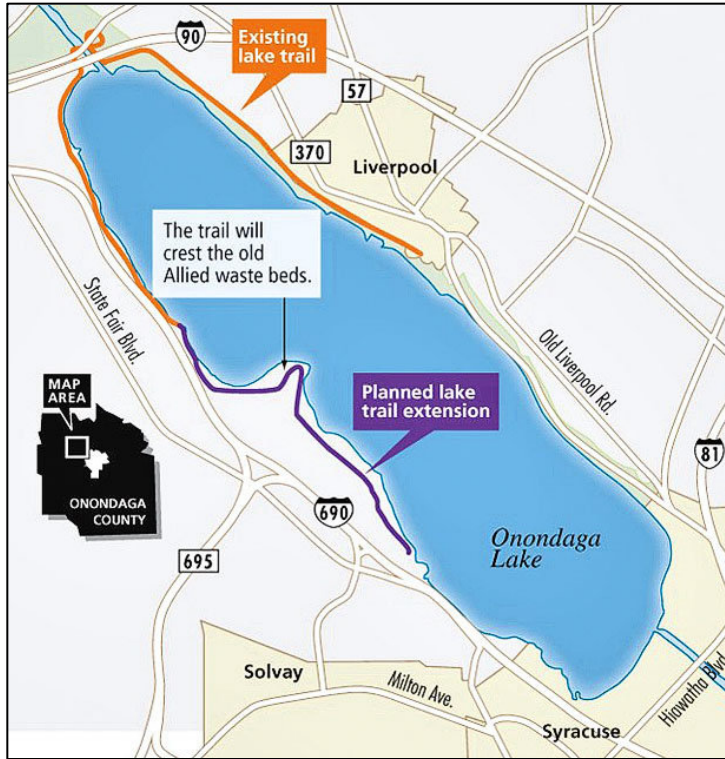 90
Existing
lake trail
57
370
Liverpool
The trail will
crest the old
Allied waste beds.
State Fair Blvd.
Old Liverpool Rd.
MAP
AREA
Planned lake
trail extension
81
ONONDAGA
COUNTY
690
Onondaga
Lake
695
Solvay
Milton Ave.
Hiawatha Blvd.
Syracuse